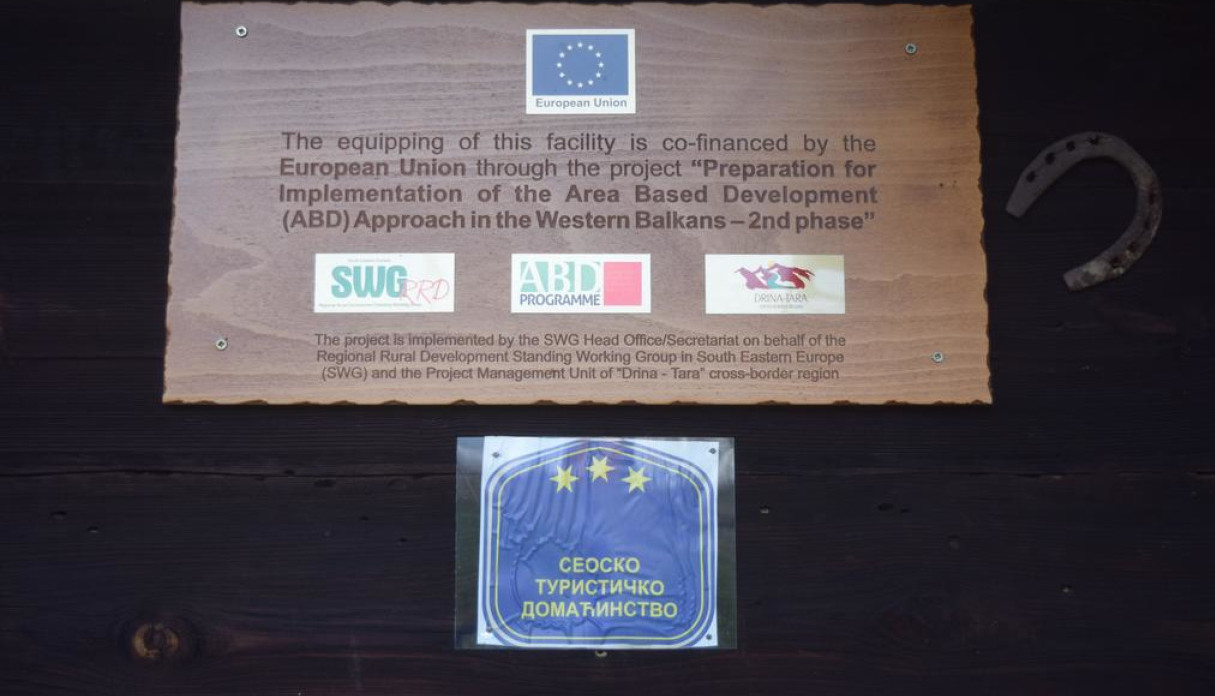 European Union
The equipping of this facility is co-financed by the
European Union through the project “Preparation for
Implementation of the Area Based Development
(ABD) Approach in the Western Balkans – 2nd phase”
SWG RRD
ABD
PROGRAMME
DRINA-TARA
The project is implemented by the SWG Head Office/Secretariat on behalf of the
Regional Rural Development Standing Working Group in South Eastern Europe
(SWG) and the Project Management Unit of “Drina - Tara” cross-border region
СЕОСКО
ТУРИСТИЧКО
ДОМАЋИНСТВО